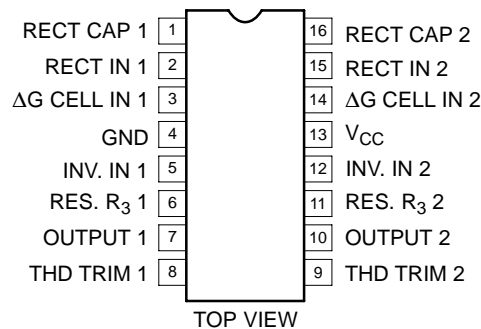 RECT CAP 1 1 16 RECT CAP 2
RECT IN 1 2 15 RECT IN 2
ΔG CELL IN 1 3 14 ΔG CELL IN 2
GND 4 13 VCC
INV. IN 1 5 12 INV. IN 2
RES. R3 1 6 11 RES. R3 2
OUTPUT 1 7 10 OUTPUT 2
THD TRIM 1 8 9 THD TRIM 2
TOP VIEW